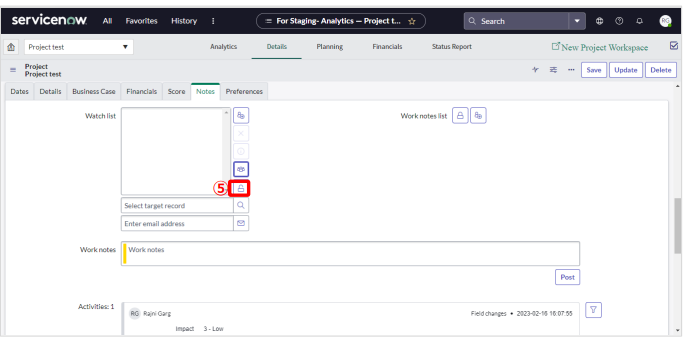 servicenow All Favorites History For Staging- Analytics – Project t... Search RG
Project test Analytics Details Planning Financials Status Report New Project Workspace
Project
Project test Save Update Delete
Dates Details Business Case Financials Score Notes Preferences
Watch list Work notes list
⑤
Select target record
Enter email address
Work notes Work notes
Post
Activities: 1 RG Rajni Garg Field changes • 2023-02-16 16:07:55
Impact 3 - Low